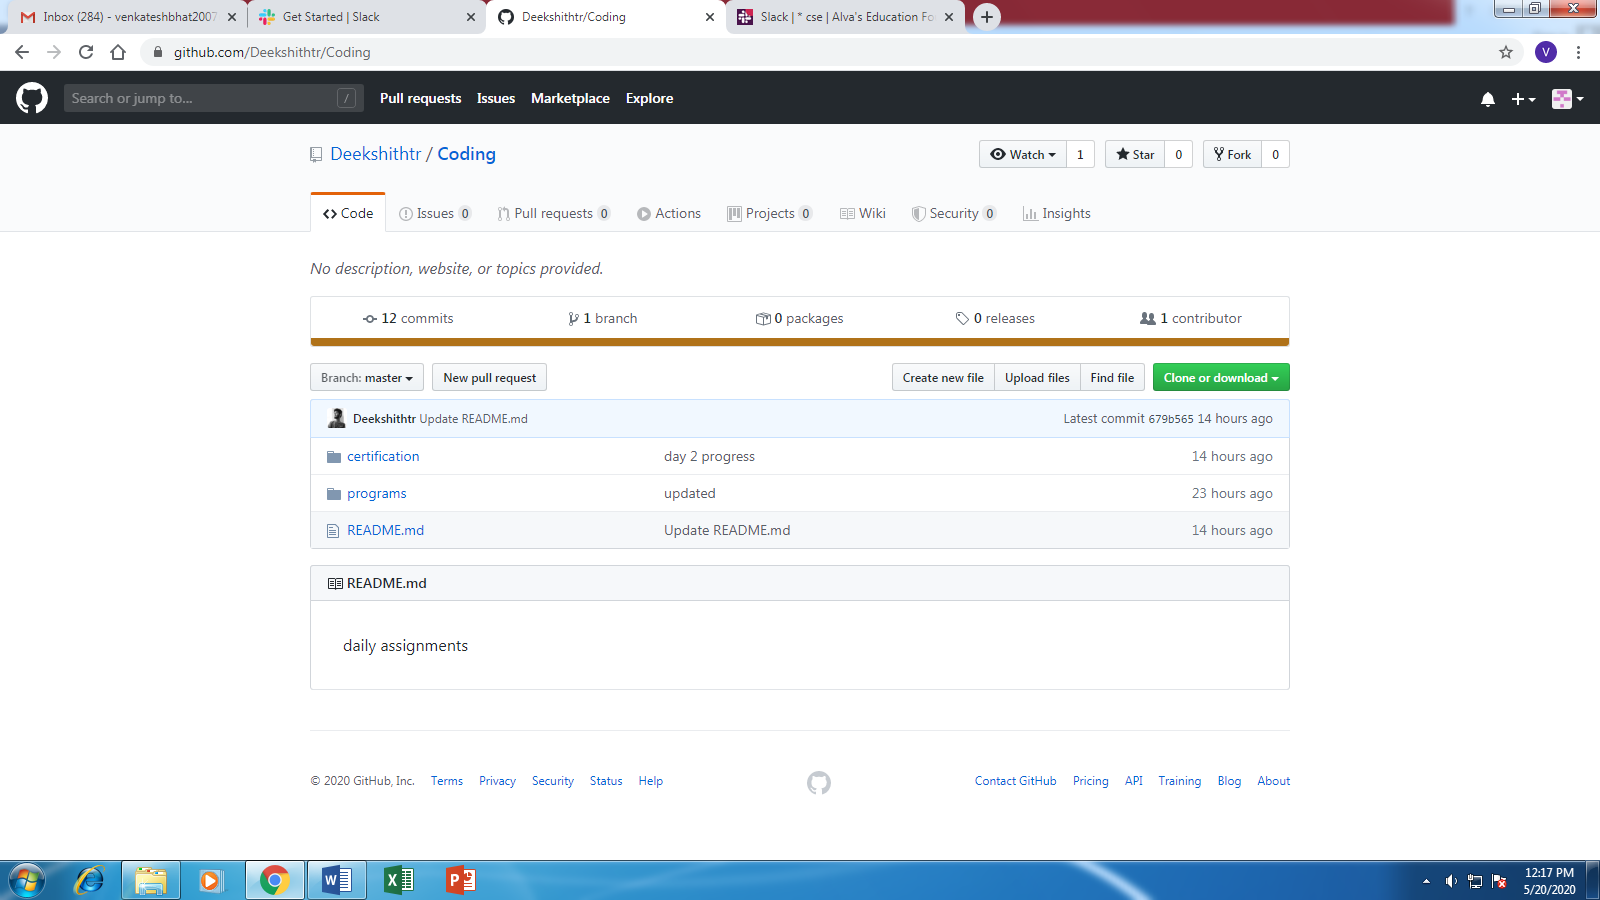 Inbox (284) - venkateshbhat2007
Get Started | Slack
Deekshithtr/Coding
Slack | * cse | Alva's Education Fo
github.com/Deekshithtr/Coding
V
Search or jump to...
/
Pull requests
Issues
Marketplace
Explore
Deekshithtr / Coding
Watch 1
Star 0
Fork 0
Code
Issues 0
Pull requests 0
Actions
Projects 0
Wiki
Security 0
Insights
No description, website, or topics provided.
12 commits
1 branch
0 packages
0 releases
1 contributor
Branch: master
New pull request
Create new file
Upload files
Find file
Clone or download
Deekshithtr Update README.md
Latest commit 679b565 14 hours ago
certification day 2 progress 14 hours ago
programs updated 23 hours ago
README.md Update README.md 14 hours ago
README.md
daily assignments
© 2020 GitHub, Inc.
Terms
Privacy
Security
Status
Help
Contact GitHub
Pricing
API
Training
Blog
About
12:17 PM
5/20/2020